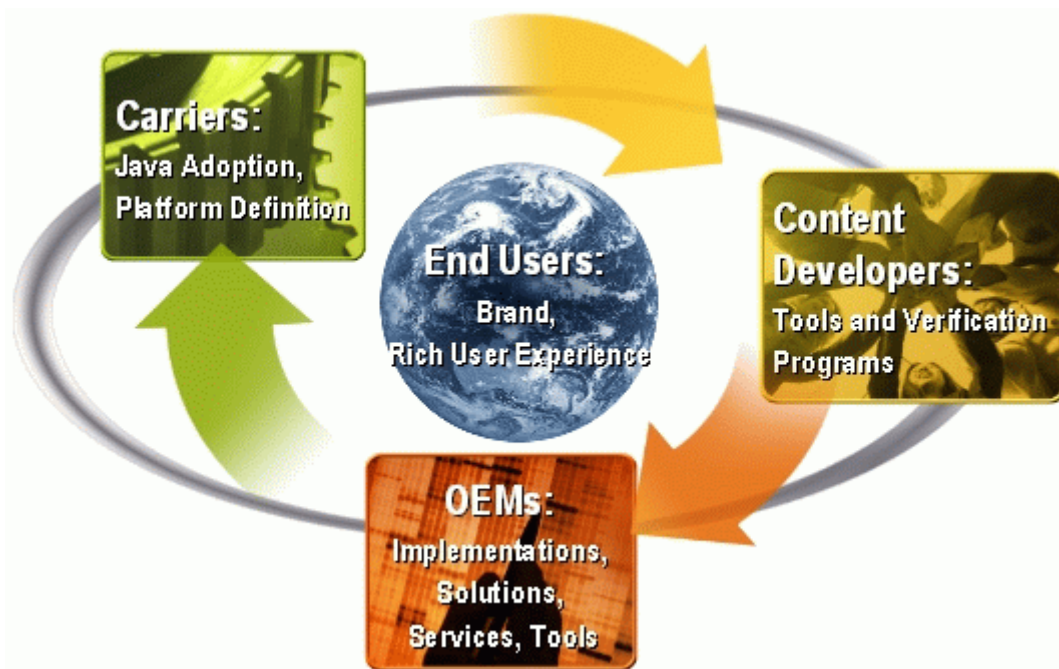 Carriers:
Java Adoption,
Platform Definition
Content
Developers:
Tools and Verification
Programs
End Users:
Brand,
Rich User Experience
OEMs:
Implementations,
Solutions,
Services, Tools